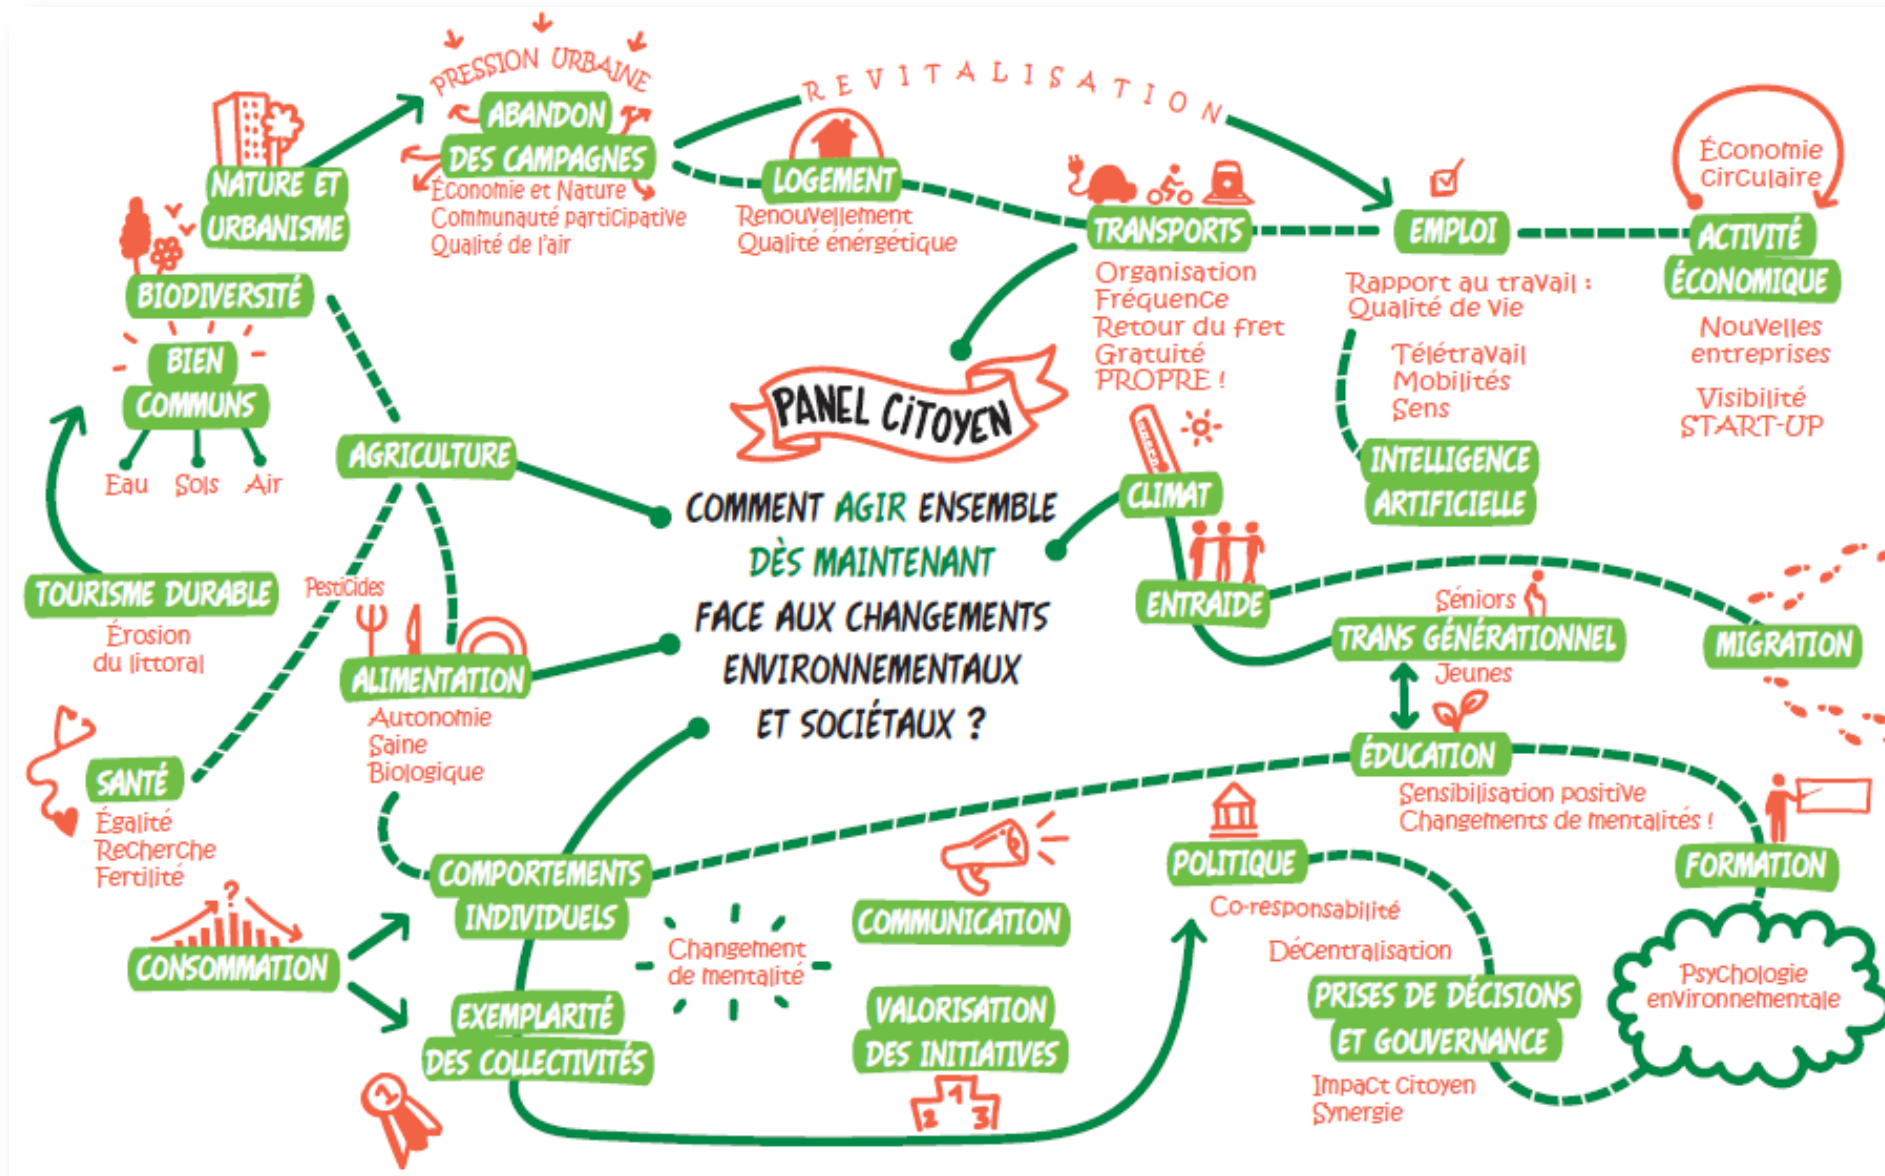 PRESSION URBAINE
ABANDON
DES CAMPAGNES
Économie et Nature
Communauté participative
Qualité de l'air
NATURE ET
URBANISME
BIODIVERSITÉ
BIEN
COMMUNS
Eau Sols Air
TOURISME DURABLE
Érosion
du littoral
REVITALISATION
LOGEMENT
Renouvellement
Qualité énérgétique
TRANSPORTS
Organisation
Fréquence
Retour du fret
Gratuité
PROPRE !
EMPLOI
Rapport au travail :
Qualité de vie
Télétravail
Mobilités
Sens
INTELLIGENCE
ARTIFICIELLE
Économie
circulaire
ACTIVITÉ
ÉCONOMIQUE
Nouvelles
entreprises
Visibilité
START-UP
PANEL CiTOYEN
COMMENT AGIR ENSEMBLE
DÈS MAINTENANT
FACE AUX CHANGEMENTS
ENVIRONNEMENTAUX
ET SOCIÉTAUX ?
AGRICULTURE
Pesticides
ALIMENTATION
Autonomie
Saine
Biologique
SANTÉ
Égalité
Recherche
Fertilité
?
CONSOMMATION
COMPORTEMENTS
INDIVIDUELS
EXEMPLARITÉ
DES COLLECTIVITÉS
1
Changement
de mentalité
COMMUNICATION
VALORISATION
DES INITIATIVES
2 1 3
CLIMAT
ENTRAIDE
Séniors
TRANS GÉNÉRATIONNEL
Jeunes
MIGRATION
ÉDUCATION
Sensibilisation positive
Changements de mentalités !
FORMATION
Psychologie
environnementale
POLITIQUE
Co-responsabilité
Décentralisation
PRISES DE DÉCISIONS
ET GOUVERNANCE
Impact citoyen
Synergie